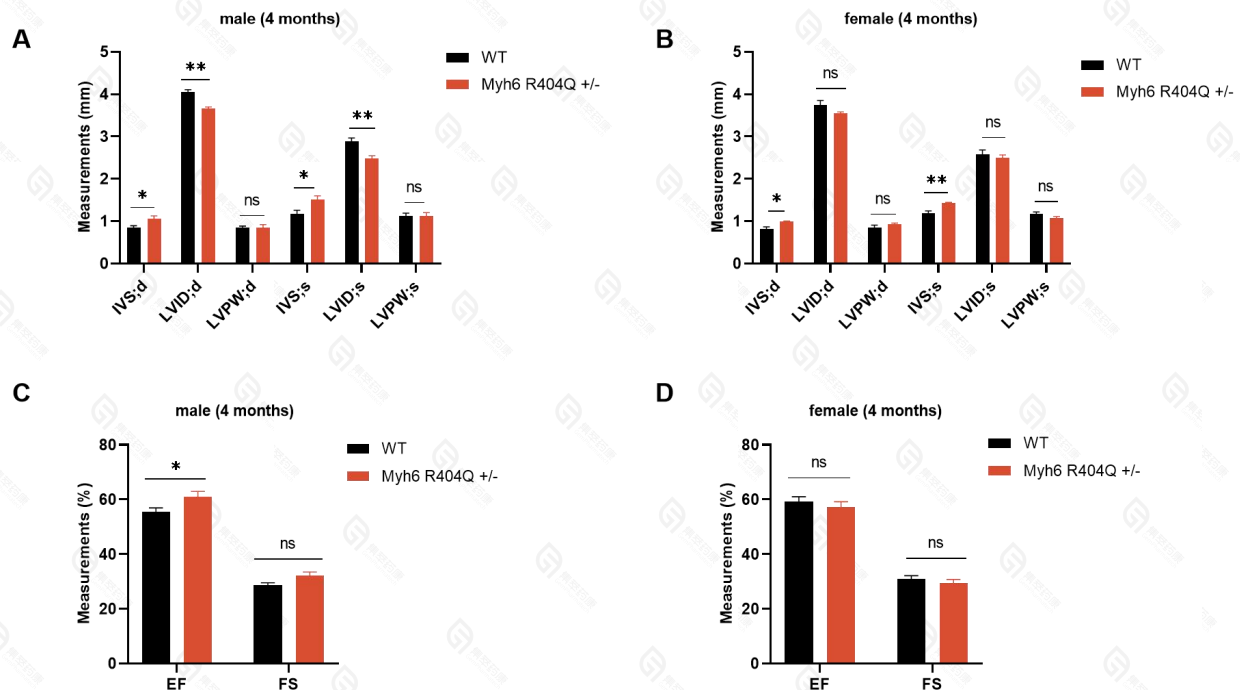 A
male (4 months)
Measurements (mm)
5
4
3
2
1
0
*
**
ns
*
**
ns
IVS;d
LVID;d
LVPW;d
IVS;s
LVID;s
LVPW;s
WT
Myh6 R404Q +/-
B
female (4 months)
Measurements (mm)
5
4
3
2
1
0
*
ns
ns
**
ns
ns
IVS;d
LVID;d
LVPW;d
IVS;s
LVID;s
LVPW;s
WT
Myh6 R404Q +/-
C
male (4 months)
Measurements (%)
80
60
40
20
0
*
ns
EF
FS
WT
Myh6 R404Q +/-
D
female (4 months)
Measurements (%)
80
60
40
20
0
ns
ns
EF
FS
WT
Myh6 R404Q +/-